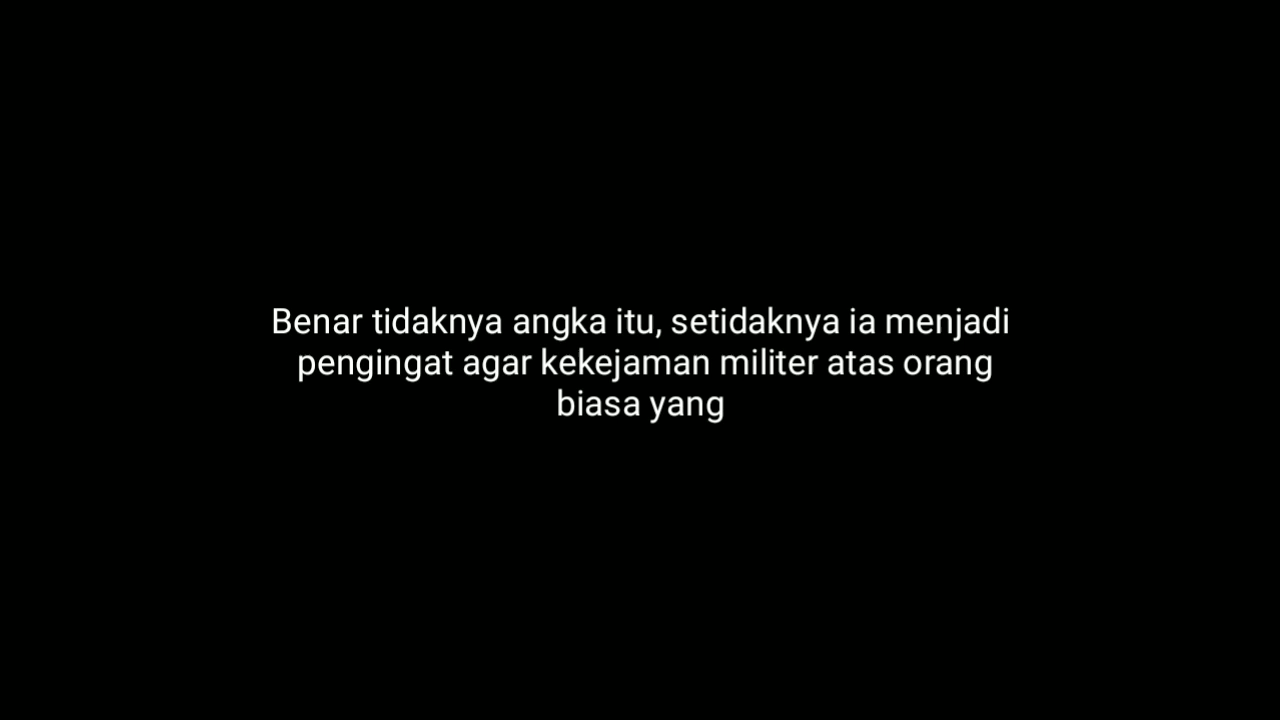 Benar tidaknya angka itu, setidaknya ia menjadi
pengingat agar kekejaman militer atas orang
biasa yang